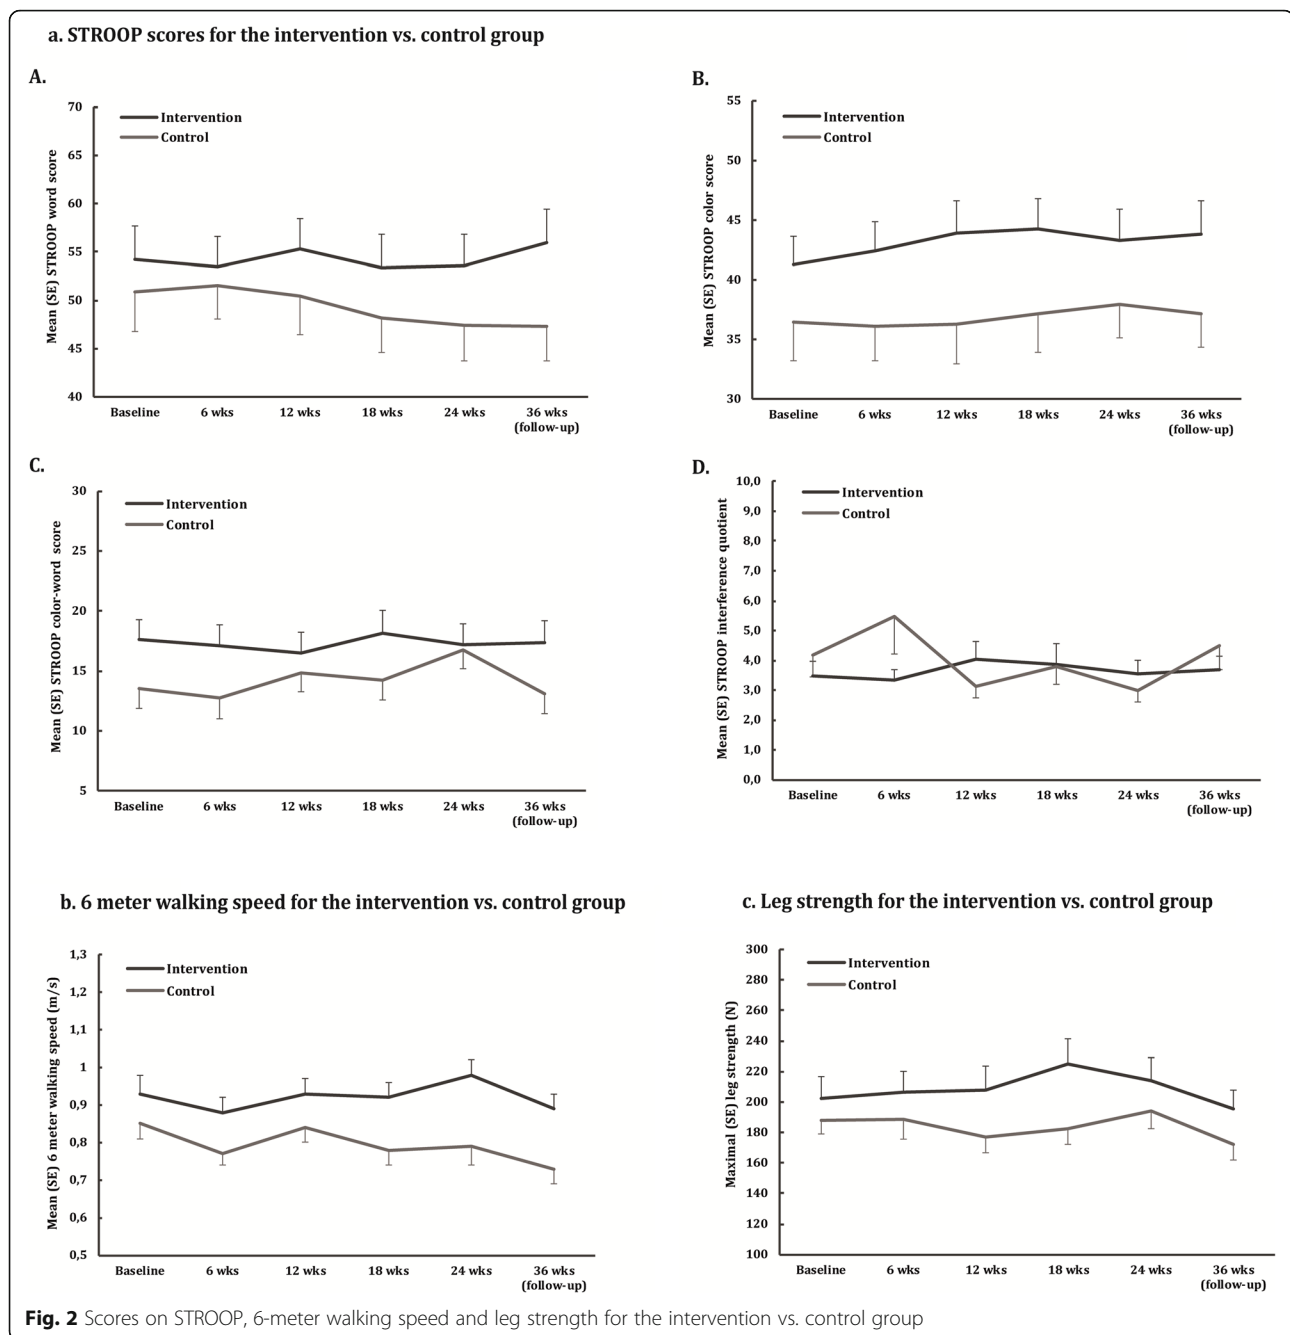 a. STROOP scores for the intervention vs. control group
A.
Mean (SE) STROOP word score
70
65
60
55
50
45
40
Intervention
Control
Baseline 6 wks 12 wks 18 wks 24 wks 36 wks
(follow-up)
B.
Mean (SE) STROOP color score
55
50
45
40
35
30
Intervention
Control
Baseline 6 wks 12 wks 18 wks 24 wks 36 wks
(follow-up)
C.
Mean (SE) STROOP color-word score
30
25
20
15
10
5
Intervention
Control
Baseline 6 wks 12 wks 18 wks 24 wks 36 wks
(follow-up)
D.
Mean (SE) STROOP interference quotient
10,0
9,0
8,0
7,0
6,0
5,0
4,0
3,0
2,0
1,0
0,0
Intervention
Control
Baseline 6 wks 12 wks 18 wks 24 wks 36 wks
(follow-up)
b. 6 meter walking speed for the intervention vs. control group
Mean (SE) 6 meter walking speed (m/s)
1,3
1,2
1,1
1
0,9
0,8
0,7
0,6
0,5
Intervention
Control
Baseline 6 wks 12 wks 18 wks 24 wks 36 wks
(follow-up)
c. Leg strength for the intervention vs. control group
Maximal (SE) leg strength (N)
300
280
260
240
220
200
180
160
140
120
100
Intervention
Control
Baseline 6 wks 12 wks 18 wks 24 wks 36 wks
(follow-up)
Fig. 2 Scores on STROOP, 6-meter walking speed and leg strength for the intervention vs. control group